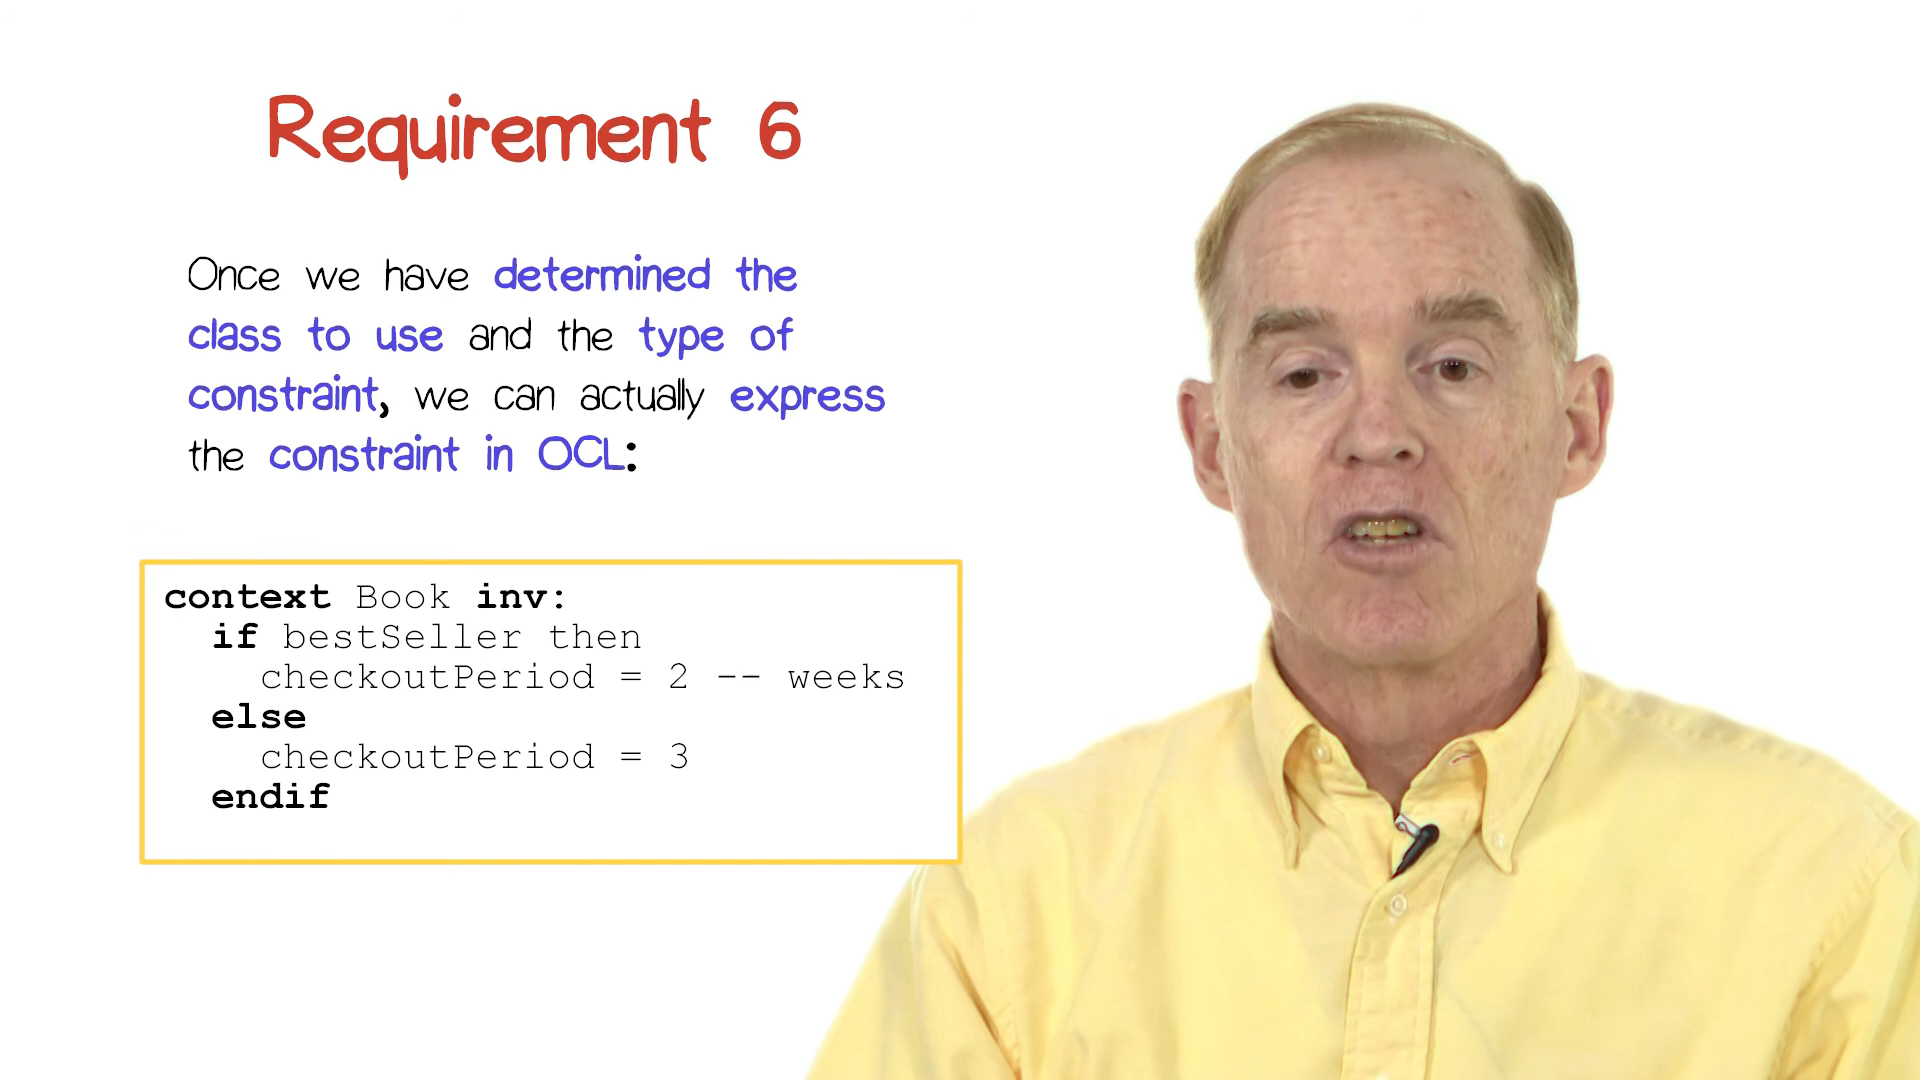 Requirement 6
Once we have determined the
class to use and the type of
constraint, we can actually express
the constraint in OCL:
context Book inv:
  if bestSeller then
    checkoutPeriod = 2 -- weeks
  else
    checkoutPeriod = 3
  endif